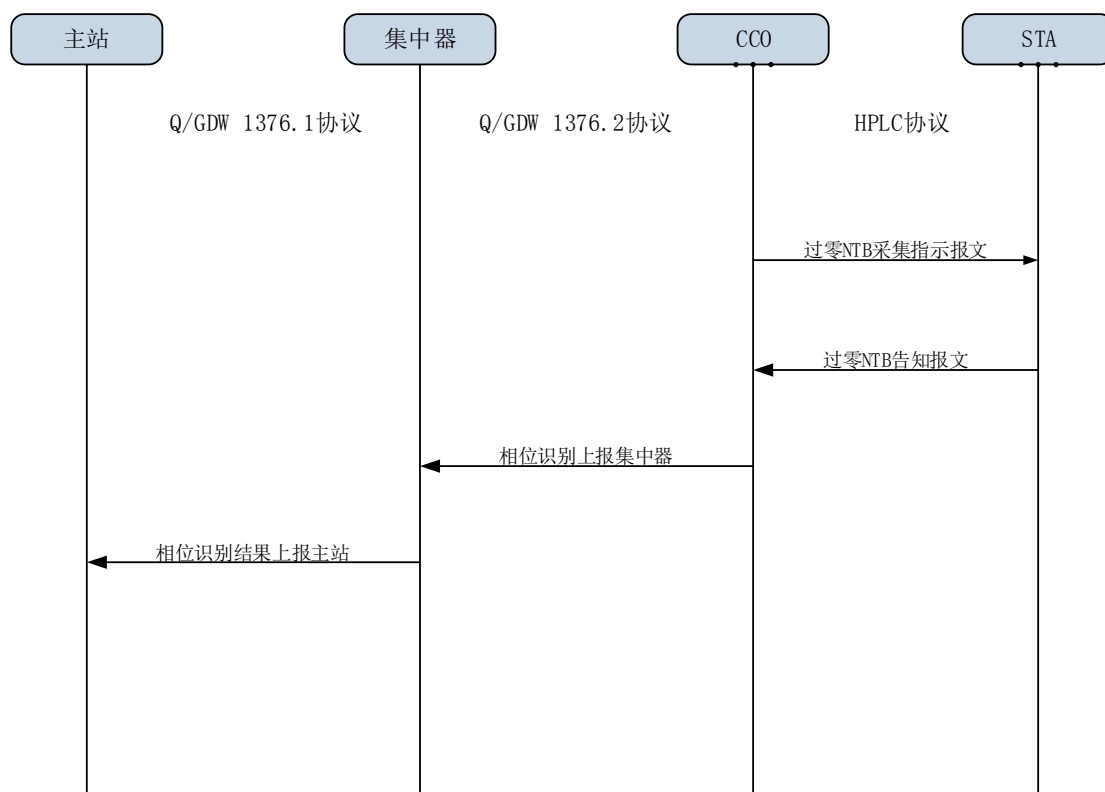 主站
集中器
CCO
STA
Q/GDW 1376.1协议
Q/GDW 1376.2协议
HPLC协议
过零NTB采集指示报文
过零NTB告知报文
相位识别上报集中器
相位识别结果上报主站